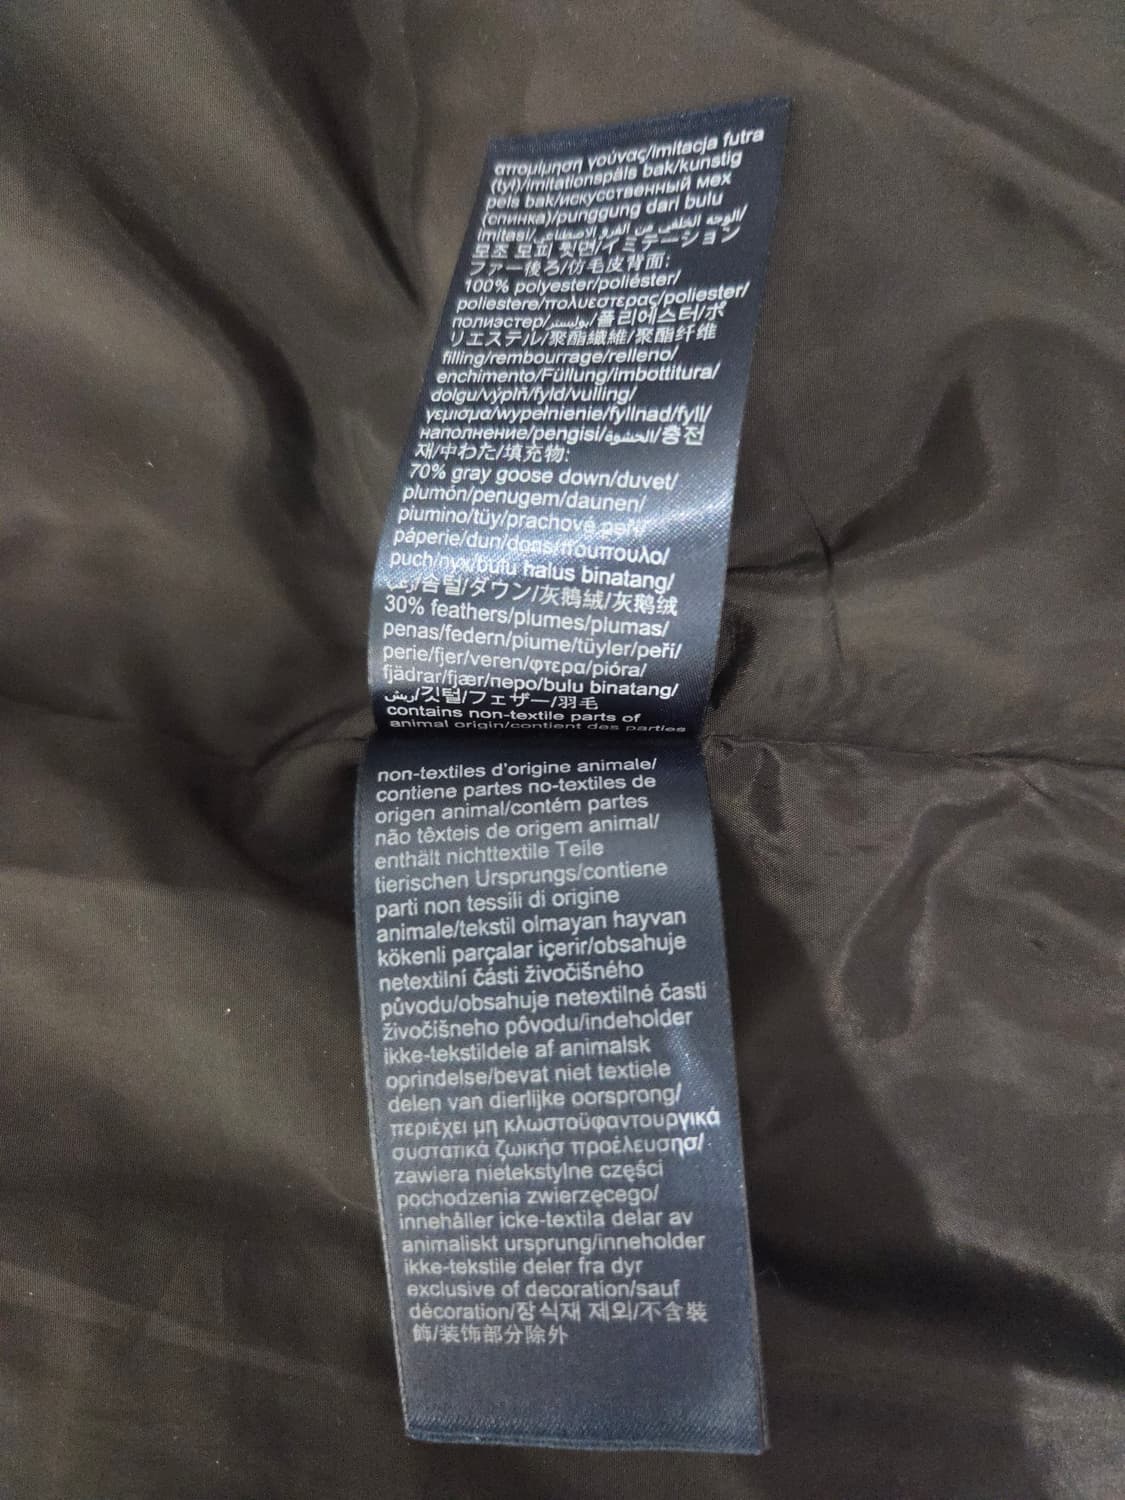 απομίμηση γούνας/imitacja futra
(tył)/imitationspäls bak/kunstig
pels bak/искусственный мех
(спинка)/punggung dari bulu
imitasi/الوجه الخلفي من الفرو الاصطناعي/
모조 모피 뒷면/イミテーション
ファー後ろ/仿毛皮背面:
100% polyester/poliéster/
poliestere/πολυεστερας/poliester/
полиэстер/بوليستر/폴리에스터/ポ
リエステル/聚酯纖維/聚酯纤维
filling/rembourrage/relleno/
enchimento/Füllung/imbottitura/
dolgu/výplň/fyld/vulling/
γεμισμα/wypełnienie/fyllnad/fyll/
наполнение/pengisi/الحشوة/충전
재/中わた/填充物:
70% gray goose down/duvet/
plumón/penugem/daunen/
piumino/tüy/prachové peří/
páperie/dun/dons/πουπουλο/
puch/пух/bulu halus binatang/
솜털/ダウン/灰鵝絨/灰鹅绒
30% feathers/plumes/plumas/
penas/federn/piume/tüyler/peří/
perie/fjer/veren/φτερα/pióra/
fjädrar/fjær/перо/bulu binatang/
ريش/깃털/フェザー/羽毛
contains non-textile parts of
animal origin/contient des parties
non-textiles d'origine animale/
contiene partes no-textiles de
origen animal/contém partes
não têxteis de origem animal/
enthält nichttextile Teile
tierischen Ursprungs/contiene
parti non tessili di origine
animale/tekstil olmayan hayvan
kökenli parçalar içerir/obsahuje
netextilní části živočišného
původu/obsahuje netextilné časti
živočišneho pôvodu/indeholder
ikke-tekstildele af animalsk
oprindelse/bevat niet textiele
delen van dierlijke oorsprong/
περιέχει μη κλωστοϋφαντουργικά
συστατικά ζωικήσ προέλευσησ/
zawiera nietekstylne części
pochodzenia zwierzęcego/
innehåller icke-textila delar av
animaliskt ursprung/inneholder
ikke-tekstile deler fra dyr
exclusive of decoration/sauf
décoration/장식재 제외/不含裝
飾/装饰部分除外